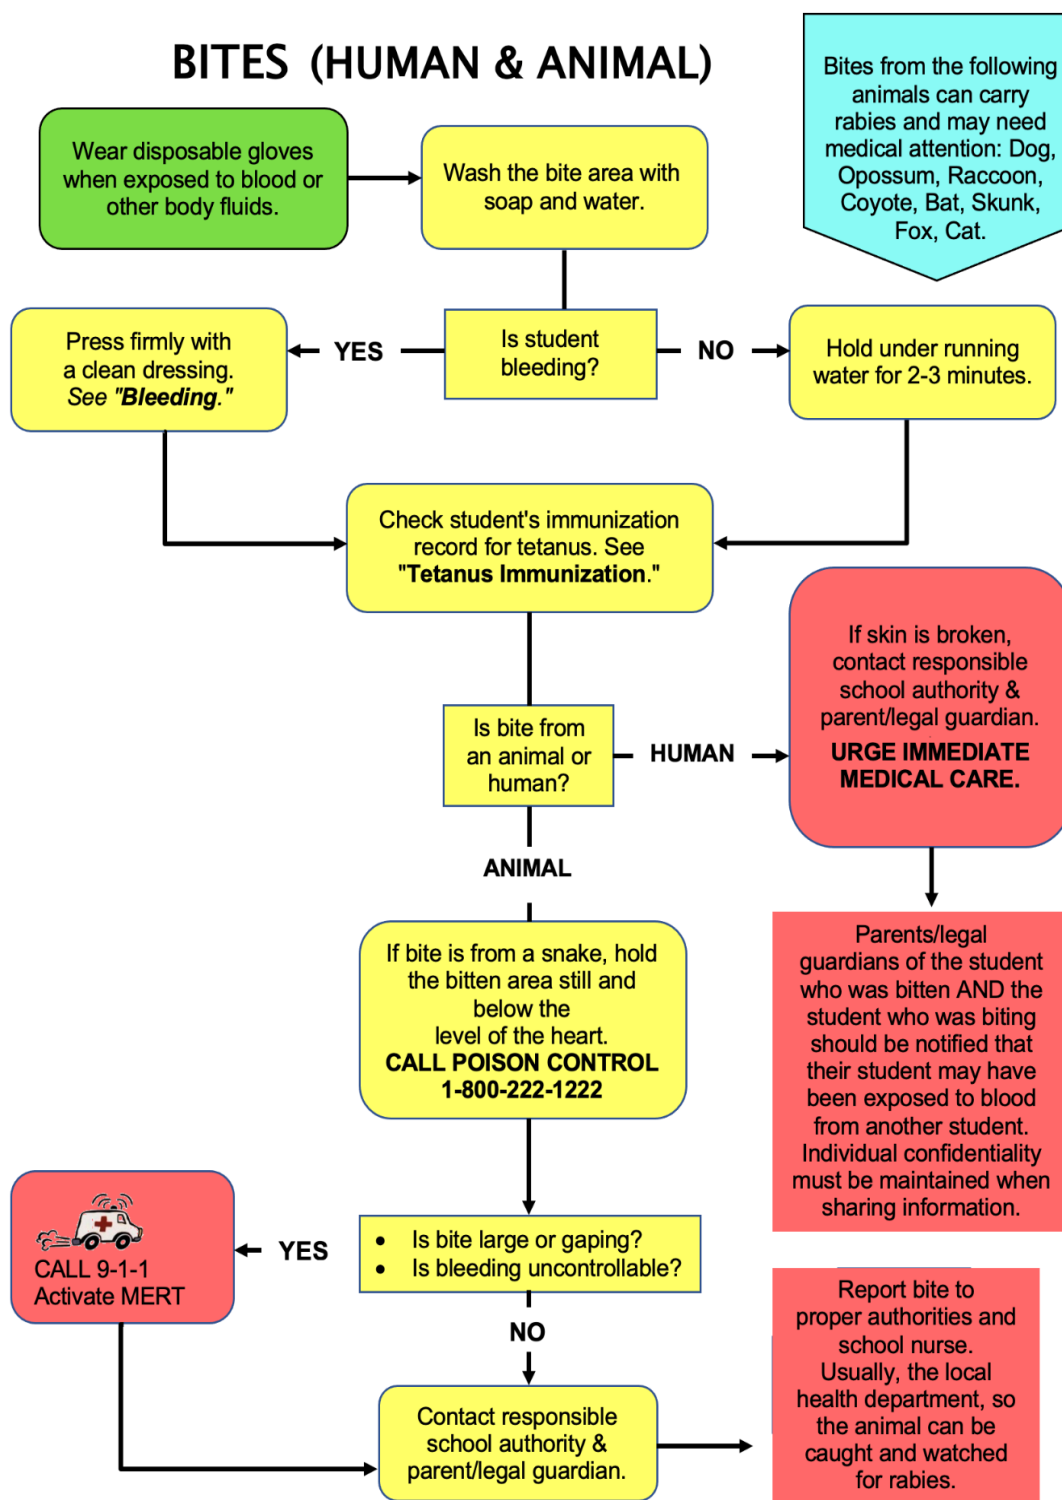 BITES (HUMAN & ANIMAL)
Bites from the following
animals can carry
rabies and may need
medical attention: Dog,
Opossum, Raccoon,
Coyote, Bat, Skunk,
Fox, Cat.
Wear disposable gloves
when exposed to blood or
other body fluids.
Wash the bite area with
soap and water.
Press firmly with
a clean dressing.
See "Bleeding."
YES
Is student
bleeding?
NO
Hold under running
water for 2-3 minutes.
Check student's immunization
record for tetanus. See
"Tetanus Immunization."
Is bite from
an animal or
human?
HUMAN
If skin is broken,
contact responsible
school authority &
parent/legal guardian.
URGE IMMEDIATE
MEDICAL CARE.
ANIMAL
Parents/legal
guardians of the student
who was bitten AND the
student who was biting
should be notified that
their student may have
been exposed to blood
from another student.
Individual confidentiality
must be maintained when
sharing information.
If bite is from a snake, hold
the bitten area still and
below the
level of the heart.
CALL POISON CONTROL
1-800-222-1222
CALL 9-1-1
Activate MERT
YES
• Is bite large or gaping?
• Is bleeding uncontrollable?
NO
Contact responsible
school authority &
parent/legal guardian.
Report bite to
proper authorities and
school nurse.
Usually, the local
health department, so
the animal can be
caught and watched
for rabies.